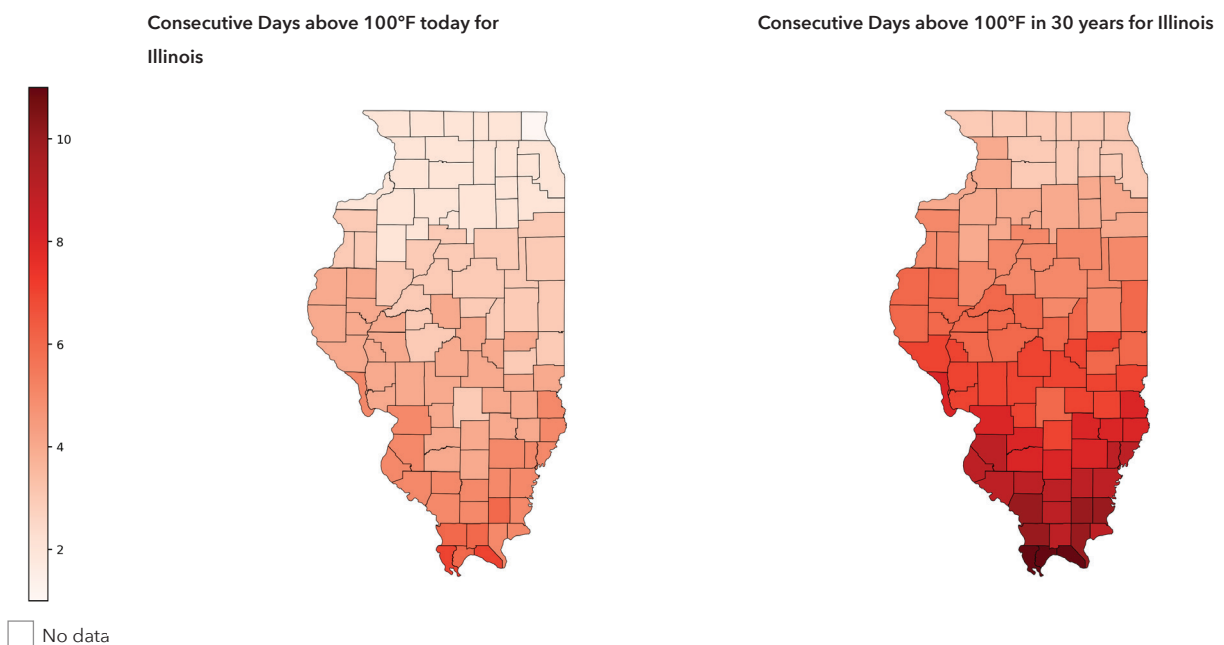 Consecutive Days above 100°F today for
Illinois
Consecutive Days above 100°F in 30 years for Illinois
10
8
6
4
2
No data